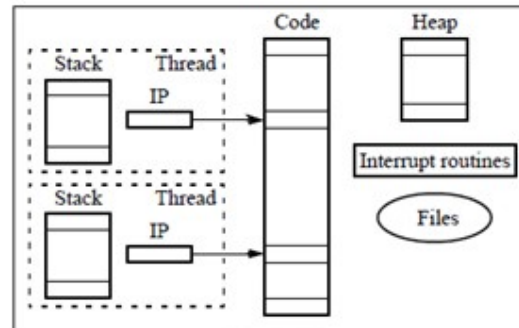 Code
Heap
Stack
Thread
IP
Interrupt routines
Stack
Thread
Files
IP